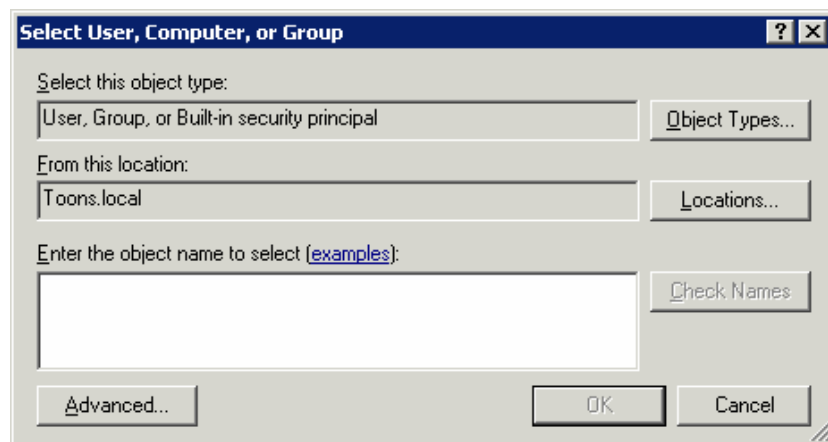 Select User, Computer, or Group
Select this object type:
User, Group, or Built-in security principal
Object Types...
From this location:
Toons.local
Locations...
Enter the object name to select (examples):
Check Names
Advanced...
OK
Cancel